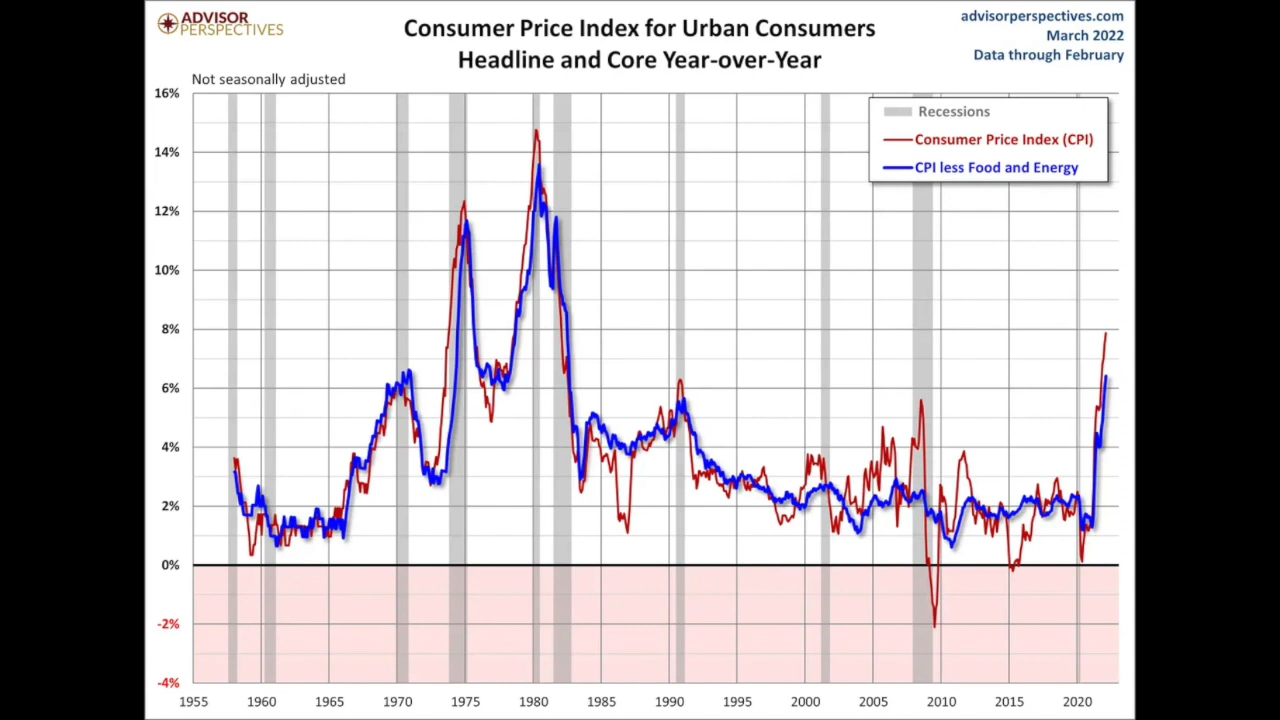 ADVISOR
PERSPECTIVES
Consumer Price Index for Urban Consumers
Headline and Core Year-over-Year
advisorperspectives.com
March 2022
Data through February
Not seasonally adjusted
Recessions
Consumer Price Index (CPI)
CPI less Food and Energy
16%
14%
12%
10%
8%
6%
4%
2%
0%
-2%
-4%
1955 1960 1965 1970 1975 1980 1985 1990 1995 2000 2005 2010 2015 2020